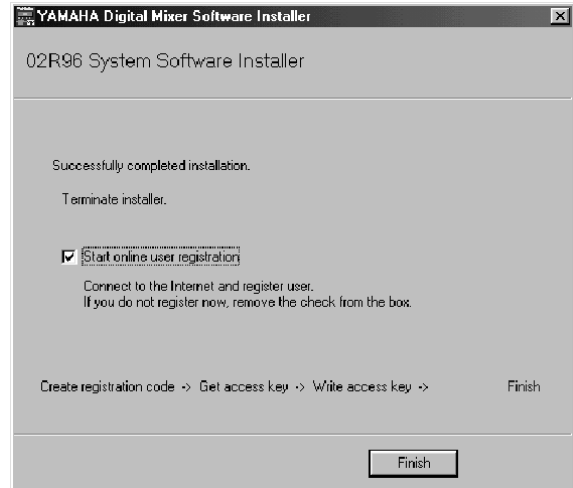 YAMAHA Digital Mixer Software Installer
02R96 System Software Installer
Successfully completed installation.
Terminate installer.
Start online user registration
Connect to the Internet and register user.
If you do not register now, remove the check from the box.
Create registration code -> Get access key -> Write access key -> Finish
Finish